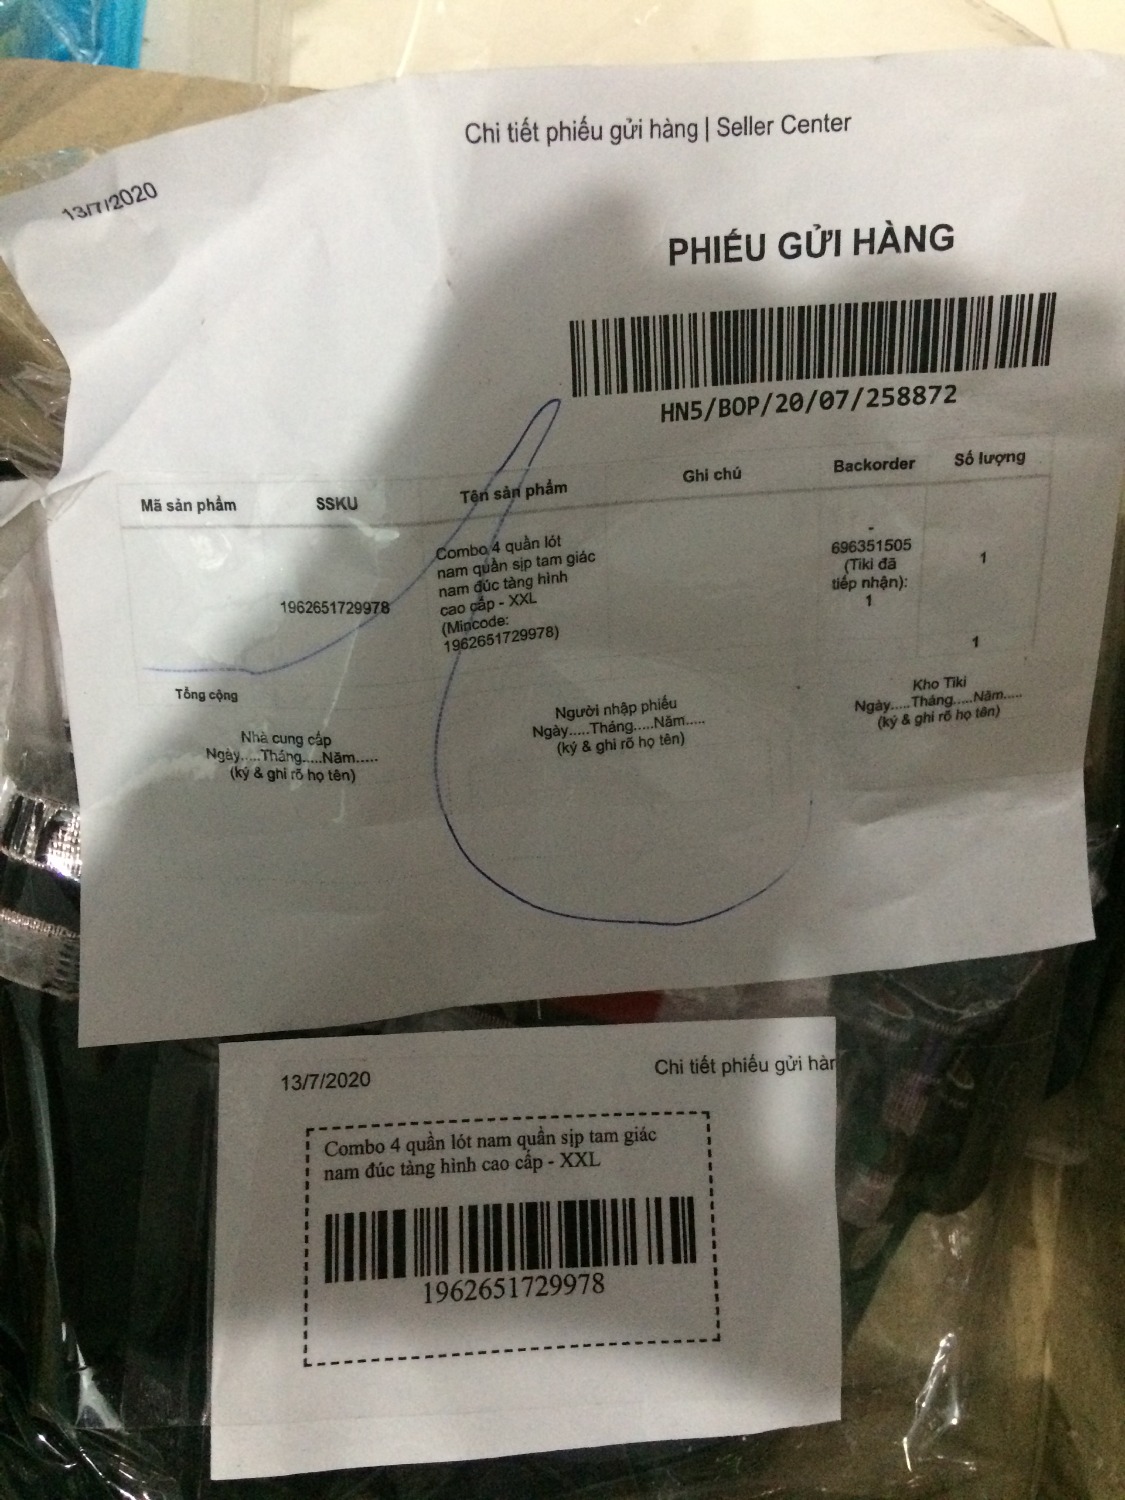 Chi tiết phiếu gửi hàng | Seller Center
13/7/2020
PHIẾU GỬI HÀNG
HN5/BOP/20/07/258872
Mã sản phẩm SSKU Tên sản phẩm Ghi chú Backorder Số lượng
1962651729978
Combo 4 quần lót
nam quần sịp tam giác
nam đúc tàng hình
cao cấp - XXL
(Mincode:
1962651729978)
-
696351505
(Tiki đã
tiếp nhận):
1
1
Tổng cộng
1
Nhà cung cấp
Ngày.....Tháng.....Năm.....
(ký & ghi rõ họ tên)
Người nhập phiếu
Ngày.....Tháng.....Năm.....
(ký & ghi rõ họ tên)
Kho Tiki
Ngày.....Tháng.....Năm.....
(ký & ghi rõ họ tên)
13/7/2020
Chi tiết phiếu gửi hàn
Combo 4 quần lót nam quần sịp tam giác
nam đúc tàng hình cao cấp - XXL
1962651729978